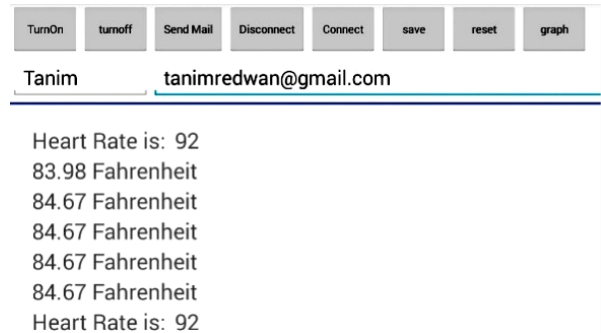 TurnOn turnoff Send Mail Disconnect Connect save reset graph
Tanim tanimredwan@gmail.com
Heart Rate is: 92
83.98 Fahrenheit
84.67 Fahrenheit
84.67 Fahrenheit
84.67 Fahrenheit
84.67 Fahrenheit
Heart Rate is: 92